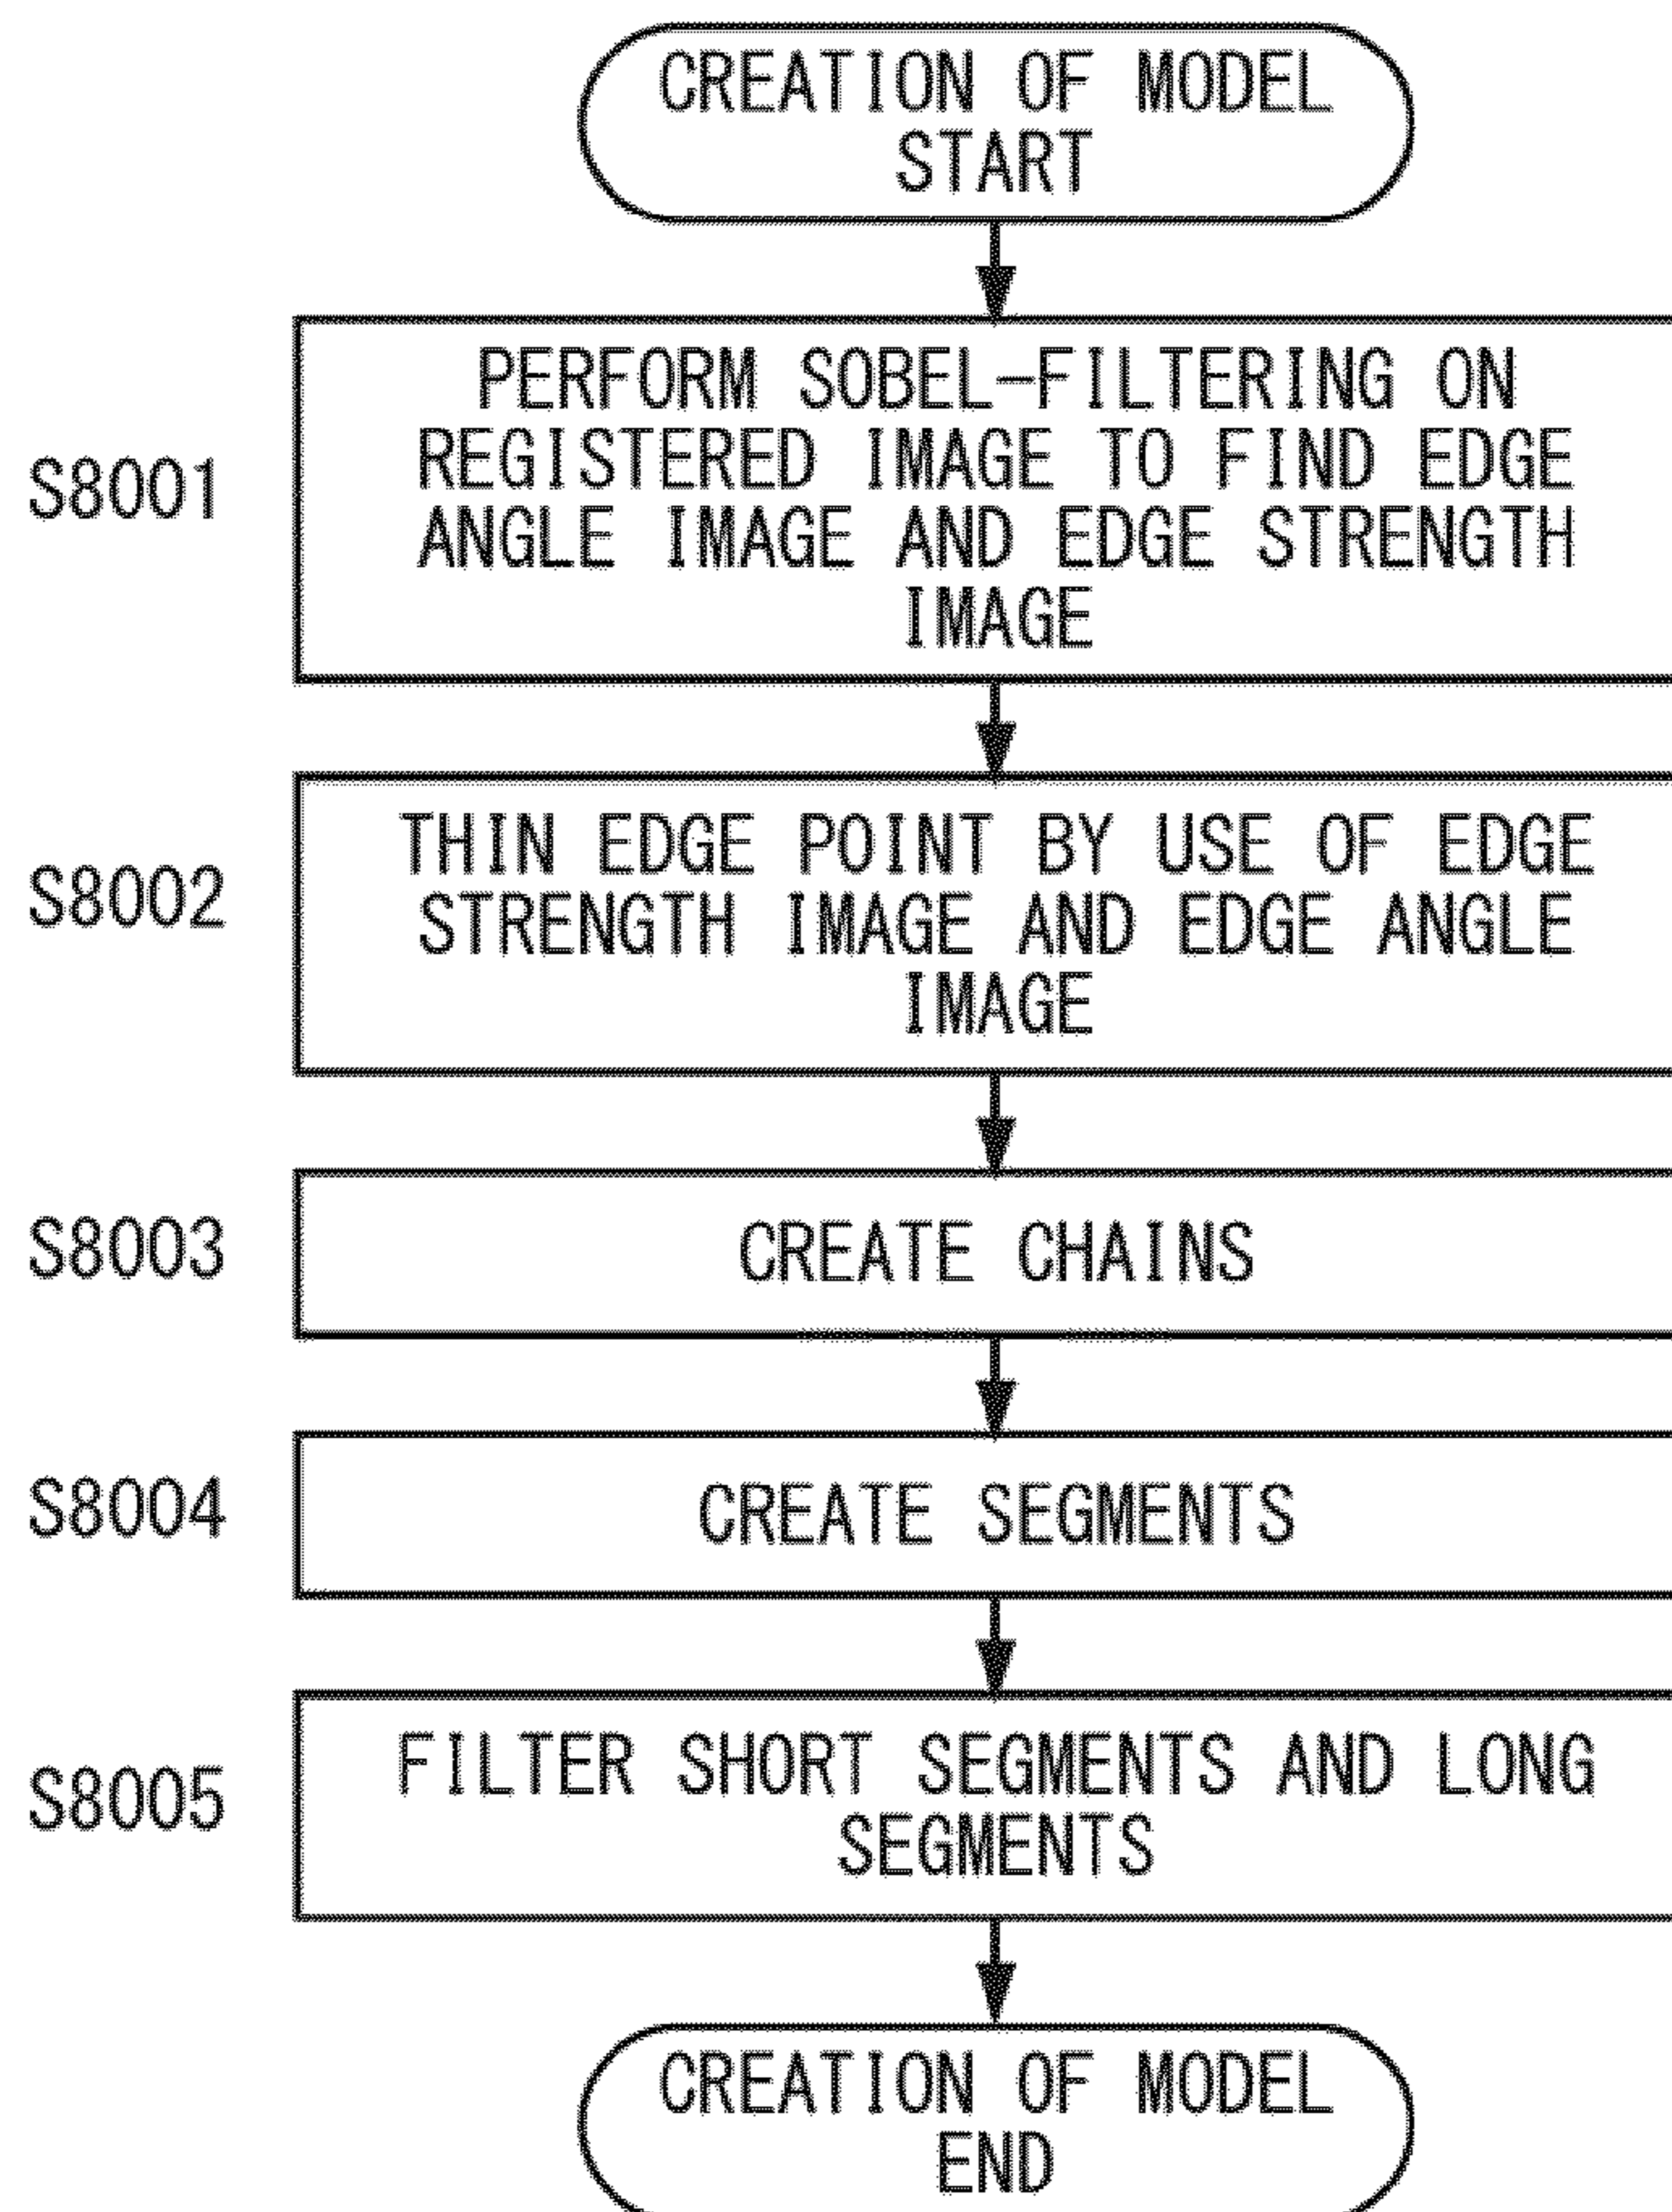 CREATION OF MODEL
START
S8001
PERFORM SOBEL-FILTERING ON
REGISTERED IMAGE TO FIND EDGE
ANGLE IMAGE AND EDGE STRENGTH
IMAGE
S8002
THIN EDGE POINT BY USE OF EDGE
STRENGTH IMAGE AND EDGE ANGLE
IMAGE
S8003
CREATE CHAINS
S8004
CREATE SEGMENTS
S8005
FILTER SHORT SEGMENTS AND LONG
SEGMENTS
CREATION OF MODEL
END